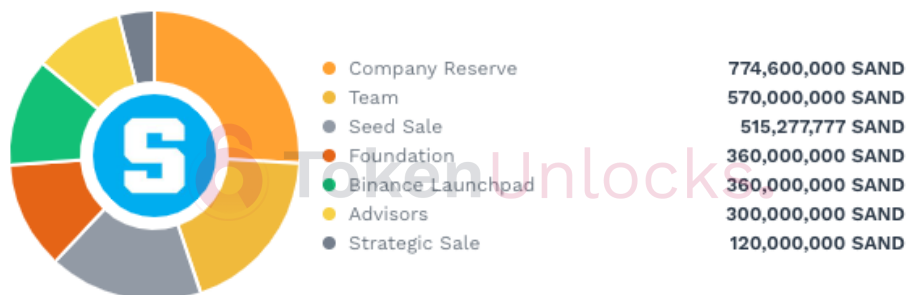 Company Reserve 774,600,000 SAND
Team 570,000,000 SAND
Seed Sale 515,277,777 SAND
Foundation 360,000,000 SAND
Binance Launchpad 360,000,000 SAND
Advisors 300,000,000 SAND
Strategic Sale 120,000,000 SAND
S
TokenUnlocks.